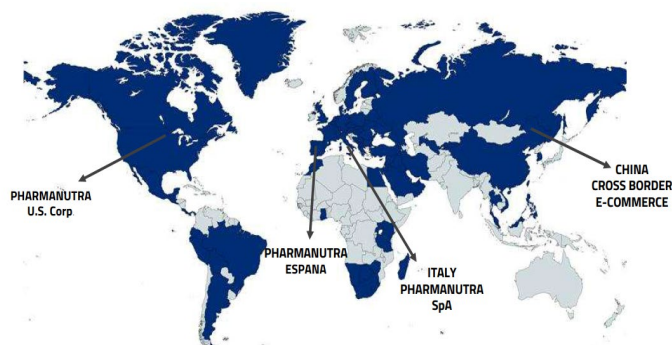 PHARMANUTRA
U.S. Corp
PHARMANUTRA
ESPANA
ITALY
PHARMANUTRA
SpA
CHINA
CROSS BORDER
E-COMMERCE